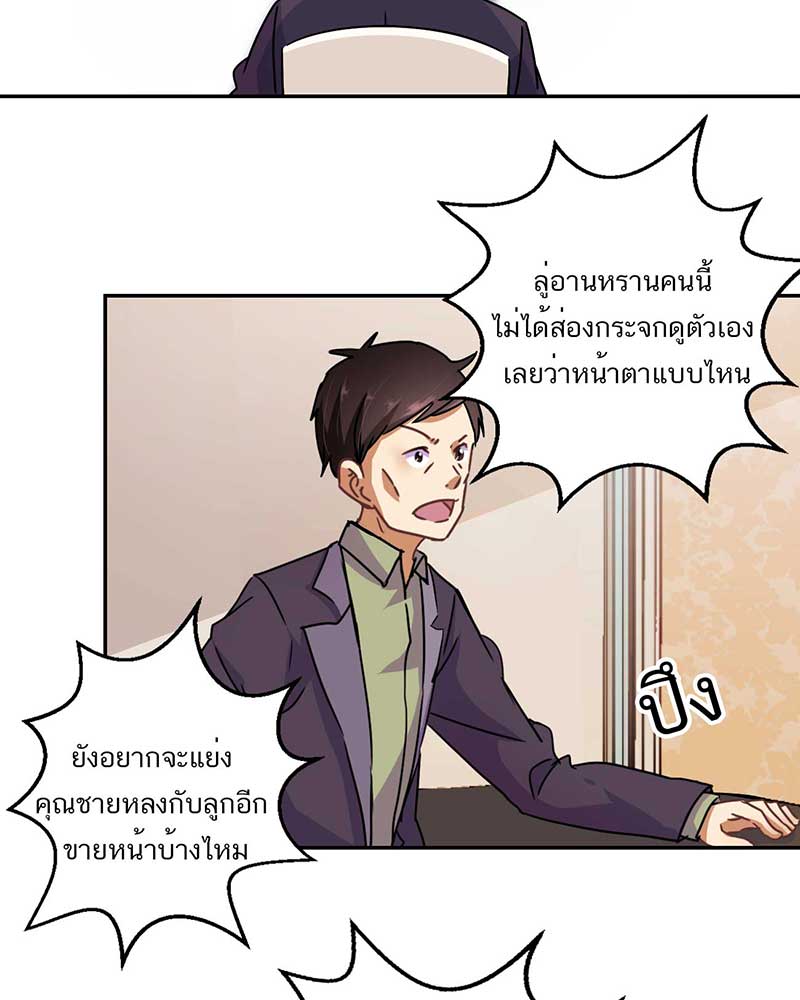 ลู่อานหรานคนนี้
ไม่ได้ส่องกระจกดูตัวเอง
เลยว่าหน้าตาแบบไหน
ปึง
ยังอยากจะแย่ง
คุณชายหลงกับลูกอีก
ขายหน้าบ้างไหม